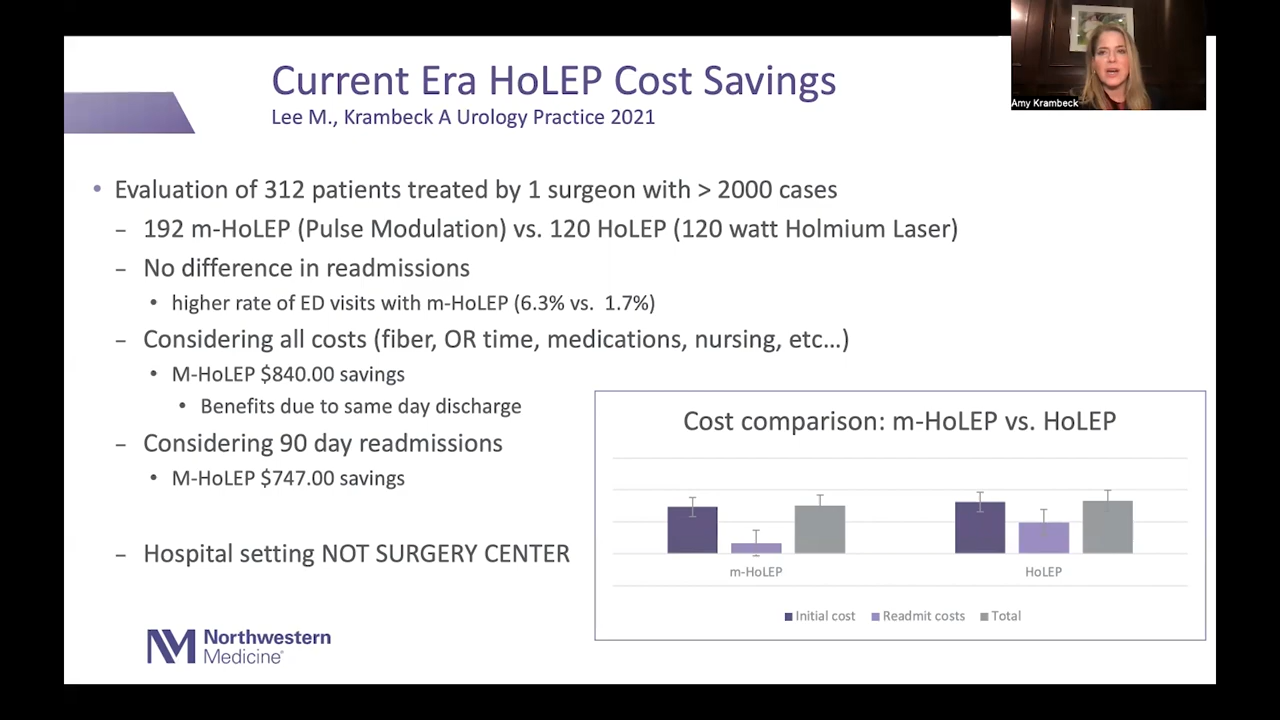 Current Era HoLEP Cost Savings
Lee M., Krambeck A Urology Practice 2021
Amy Krambeck
• Evaluation of 312 patients treated by 1 surgeon with > 2000 cases
– 192 m-HoLEP (Pulse Modulation) vs. 120 HoLEP (120 watt Holmium Laser)
– No difference in readmissions
• higher rate of ED visits with m-HoLEP (6.3% vs. 1.7%)
– Considering all costs (fiber, OR time, medications, nursing, etc…)
• M-HoLEP $840.00 savings
• Benefits due to same day discharge
– Considering 90 day readmissions
• M-HoLEP $747.00 savings
– Hospital setting NOT SURGERY CENTER
Cost comparison: m-HoLEP vs. HoLEP
m-HoLEP HoLEP
Initial cost Readmit costs Total
NM Northwestern
Medicine®